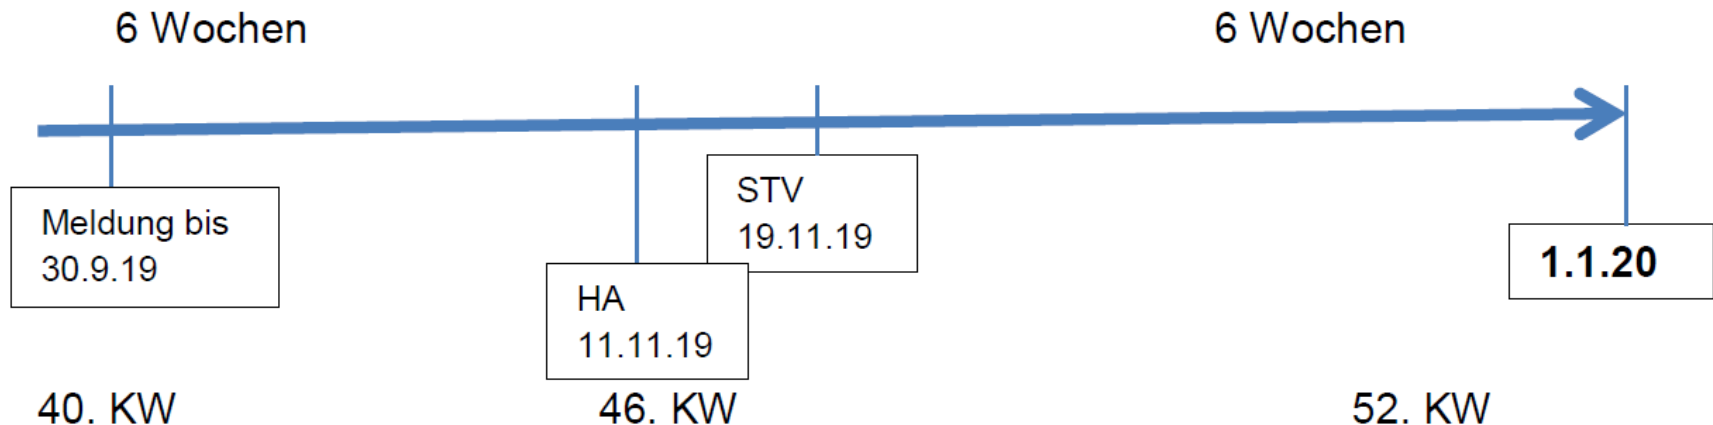 6 Wochen
6 Wochen
Meldung bis
30.9.19
HA
11.11.19
STV
19.11.19
1.1.20
40. KW
46. KW
52. KW